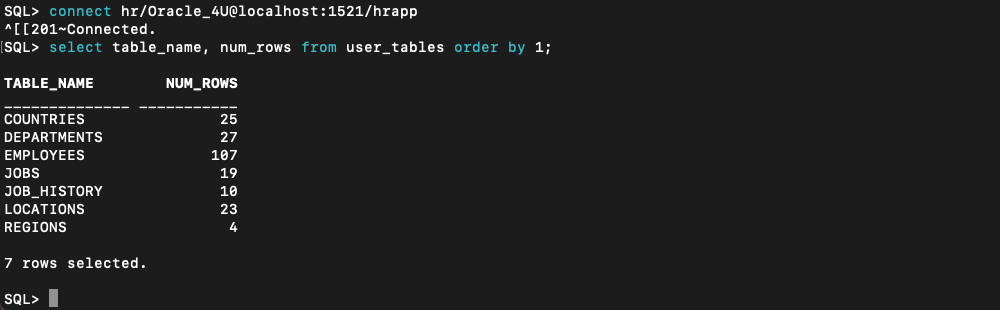 SQL> connect hr/Oracle_4U@localhost:1521/hrapp
^[[201~Connected.
[SQL> select table_name, num_rows from user_tables order by 1;
TABLE_NAME NUM_ROWS
______________ ___________
COUNTRIES 25
DEPARTMENTS 27
EMPLOYEES 107
JOBS 19
JOB_HISTORY 10
LOCATIONS 23
REGIONS 4
7 rows selected.
SQL>